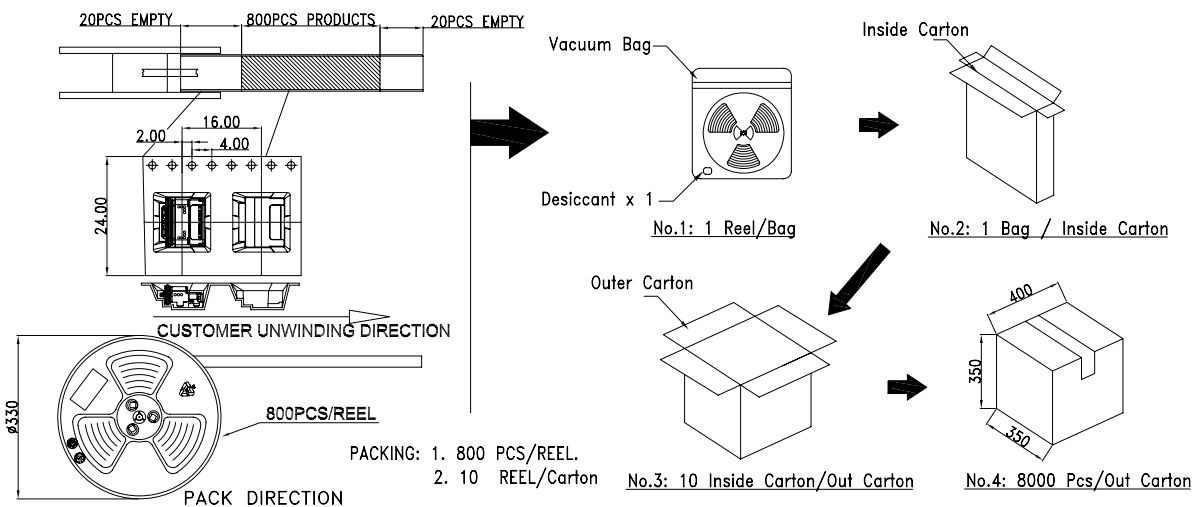 20PCS EMPTY
800PCS PRODUCTS
20PCS EMPTY
16.00
2.00
4.00
24.00
CUSTOMER UNWINDING DIRECTION
ø330
800PCS/REEL
PACK DIRECTION
PACKING: 1. 800 PCS/REEL.
2. 10 REEL/Carton
Vacuum Bag
Desiccant x 1
No.1: 1 Reel/Bag
Inside Carton
No.2: 1 Bag / Inside Carton
Outer Carton
No.3: 10 Inside Carton/Out Carton
400
350
350
No.4: 8000 Pcs/Out Carton